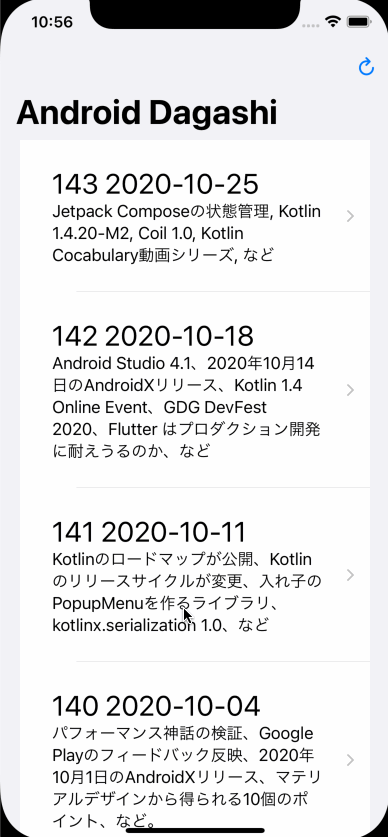 10:56
Android Dagashi
143 2020-10-25
Jetpack Composeの状態管理, Kotlin
1.4.20-M2, Coil 1.0, Kotlin
Cocabulary動画シリーズ, など
142 2020-10-18
Android Studio 4.1、2020年10月14
日のAndroidXリリース、Kotlin 1.4
Online Event、GDG DevFest
2020、Flutter はプロダクション開発
に耐えうるのか、など
141 2020-10-11
Kotlinのロードマップが公開、Kotlin
のリリースサイクルが変更、入れ子の
PopupMenuを作るライブラリ、
kotlinx.serialization 1.0、など
140 2020-10-04
パフォーマンス神話の検証、Google
Playのフィードバック反映、2020年
10月1日のAndroidXリリース、マテリ
アルデザインから得られる10個のポ
イント、など。